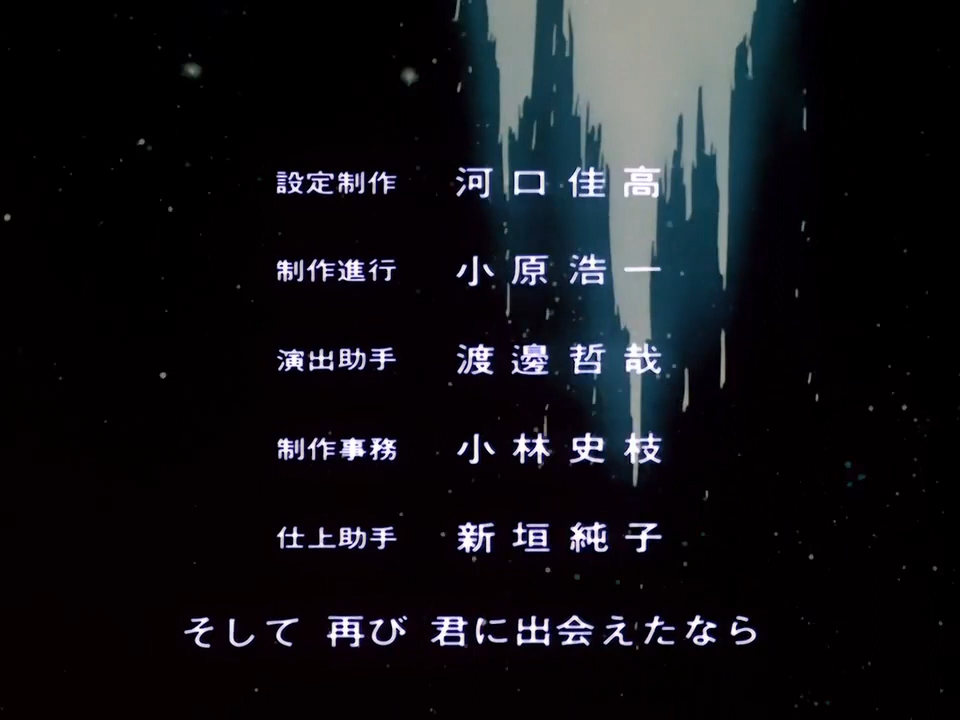 設定制作 河口佳高
制作進行 小原浩一
演出助手 渡邊哲哉
制作事務 小林史枝
仕上助手 新垣純子
そして 再び 君に出会えたなら